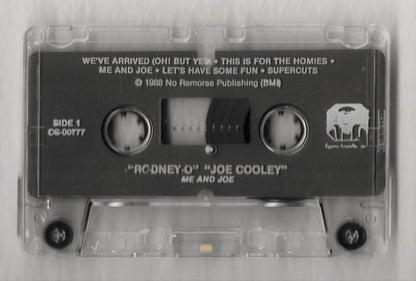 WE'VE ARRIVED (OH! BUT YES!) • THIS IS FOR THE HOMIES •
ME AND JOE • LET'S HAVE SOME FUN • SUPERCUTS
© 1988 No Remorse Publishing (BMI)
SIDE 1
C6-00777
"RODNEY-O" "JOE COOLEY"
ME AND JOE